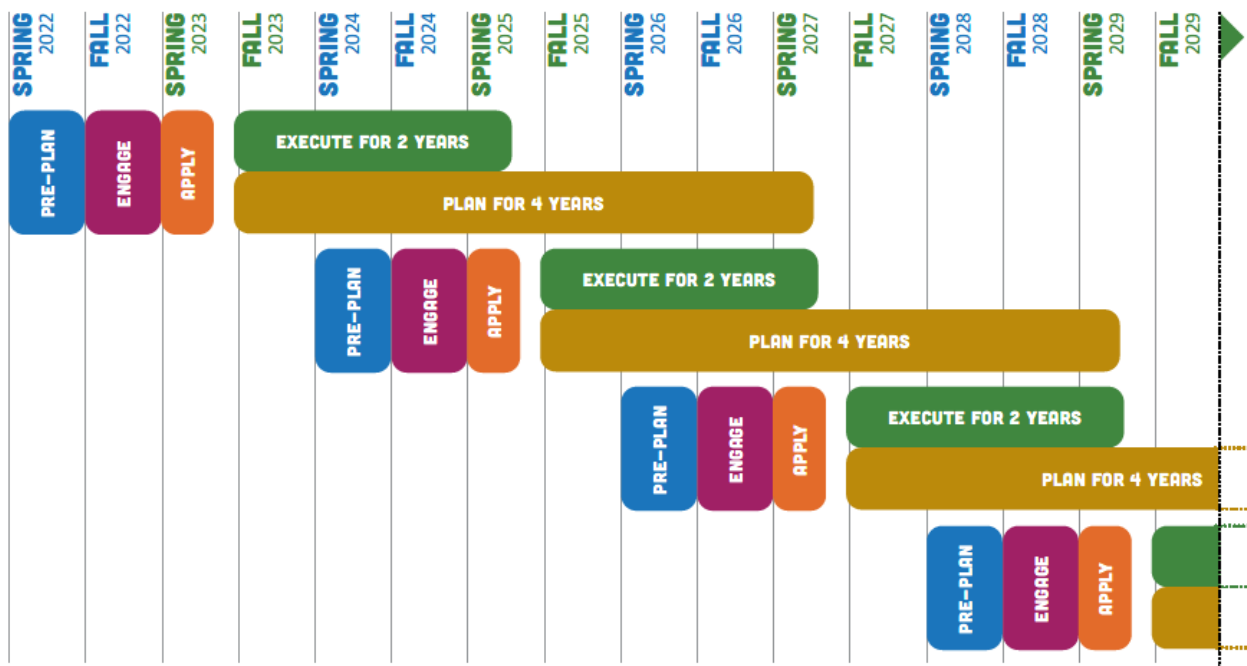 SPRING 2022
FALL 2022
SPRING 2023
FALL 2023
SPRING 2024
FALL 2024
SPRING 2025
FALL 2025
SPRING 2026
FALL 2026
SPRING 2027
FALL 2027
SPRING 2028
FALL 2028
SPRING 2029
FALL 2029
PRE-PLAN
ENGAGE
APPLY
EXECUTE FOR 2 YEARS
PLAN FOR 4 YEARS
PRE-PLAN
ENGAGE
APPLY
EXECUTE FOR 2 YEARS
PLAN FOR 4 YEARS
PRE-PLAN
ENGAGE
APPLY
EXECUTE FOR 2 YEARS
PLAN FOR 4 YEARS
PRE-PLAN
ENGAGE
APPLY